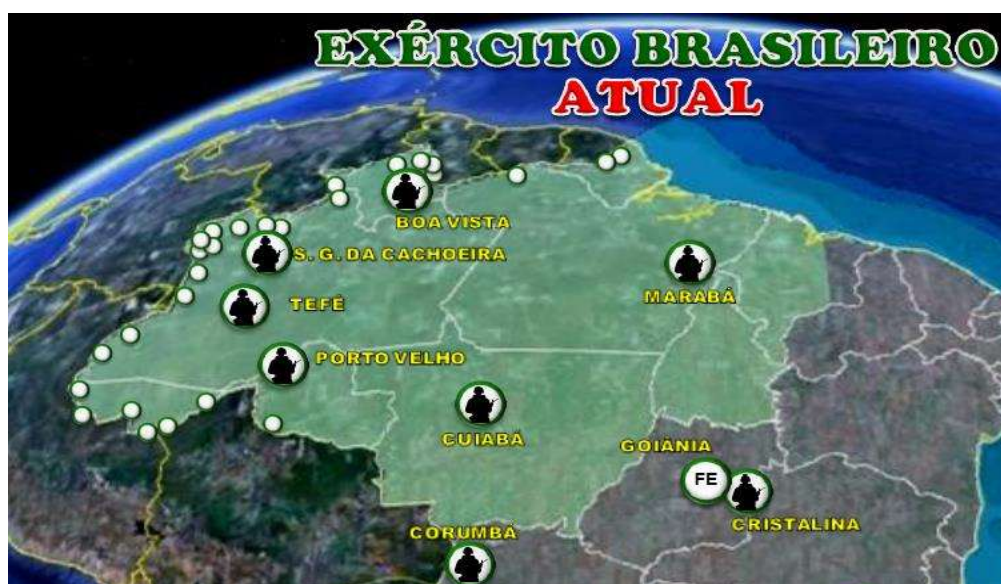 EXÉRCITO BRASILEIRO
ATUAL
BOA VISTA
S. G. DA CACHOEIRA
TEFÉ
MARABÁ
PORTO VELHO
CUIABÁ
GOIÂNIA
FE
CRISTALINA
CORUMBÁ